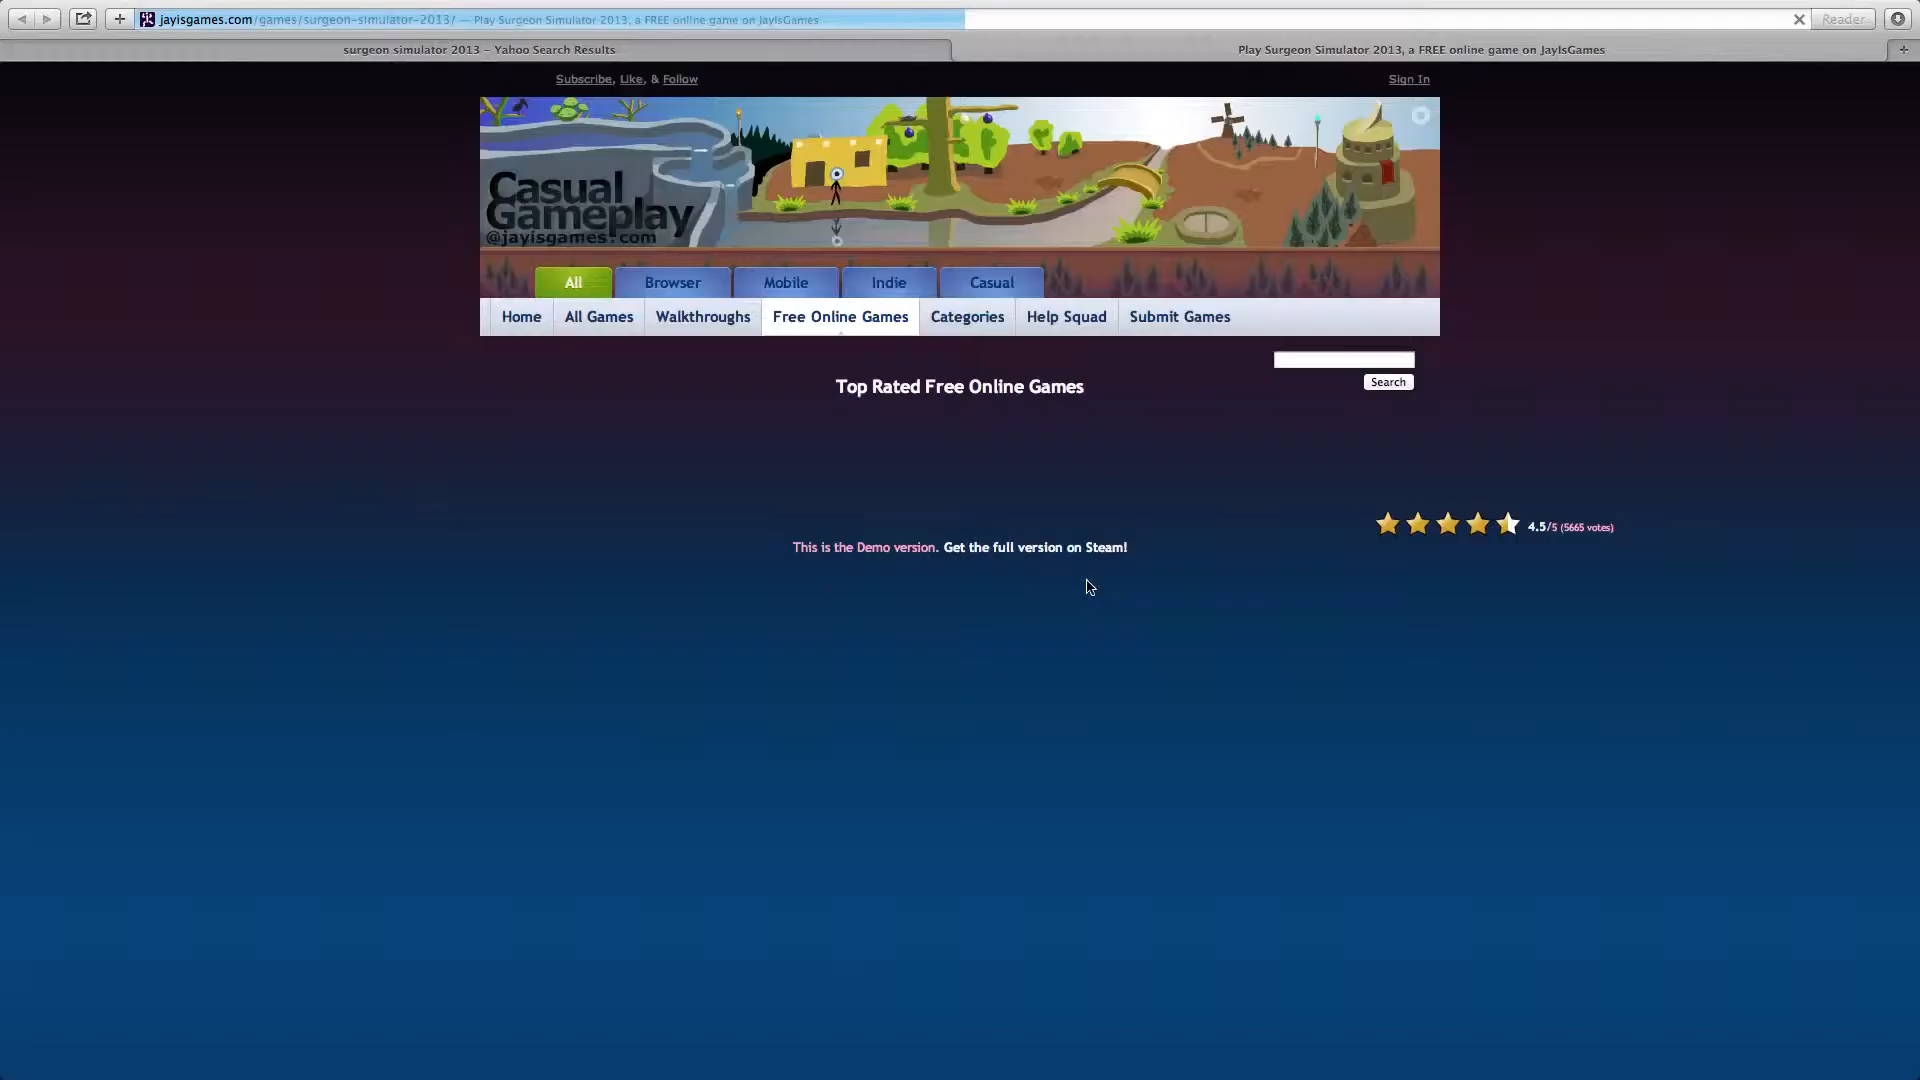 jayisgames.com/games/surgeon-simulator-2013/ — Play Surgeon Simulator 2013, a FREE online game on JayIsGames
Reader
surgeon simulator 2013 – Yahoo Search Results
Play Surgeon Simulator 2013, a FREE online game on JayIsGames
Subscribe, Like, & Follow
Sign In
Casual
Gameplay
@jayisgames.com
All
Browser
Mobile
Indie
Casual
Home
All Games
Walkthroughs
Free Online Games
Categories
Help Squad
Submit Games
Search
Top Rated Free Online Games
4.5/5 (5665 votes)
This is the Demo version. Get the full version on Steam!